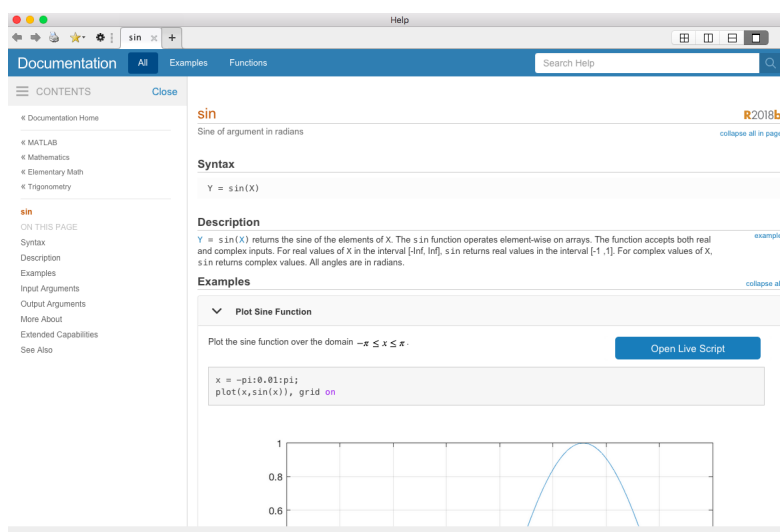 Help
sin
Documentation All Examples Functions Search Help
CONTENTS Close
« Documentation Home
« MATLAB
« Mathematics
« Elementary Math
« Trigonometry
sin
ON THIS PAGE
Syntax
Description
Examples
Input Arguments
Output Arguments
More About
Extended Capabilities
See Also
sin R2018b
Sine of argument in radians collapse all in page
Syntax
Y = sin(X)
Description
Y = sin(X) returns the sine of the elements of X. The sin function operates element-wise on arrays. The function accepts both real example
and complex inputs. For real values of X in the interval [-Inf, Inf], sin returns real values in the interval [-1 ,1]. For complex values of X,
sin returns complex values. All angles are in radians.
Examples collapse al
Plot Sine Function
Plot the sine function over the domain −π ≤ x ≤ π.
Open Live Script
x = -pi:0.01:pi;
plot(x,sin(x)), grid on
1
0.8
0.6